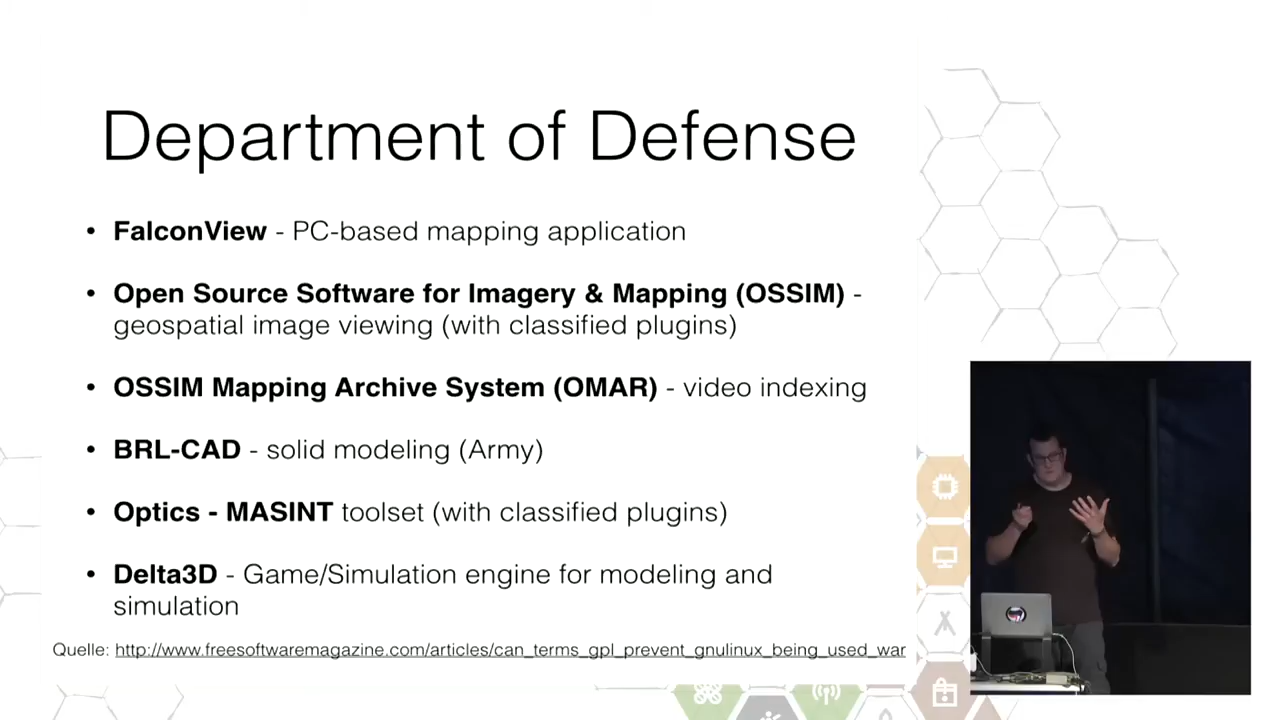 Department of Defense
• FalconView - PC-based mapping application
• Open Source Software for Imagery & Mapping (OSSIM) -
geospatial image viewing (with classified plugins)
• OSSIM Mapping Archive System (OMAR) - video indexing
• BRL-CAD - solid modeling (Army)
• Optics - MASINT toolset (with classified plugins)
• Delta3D - Game/Simulation engine for modeling and
simulation
Quelle: http://www.freesoftwaremagazine.com/articles/can_terms_gpl_prevent_gnulinux_being_used_war